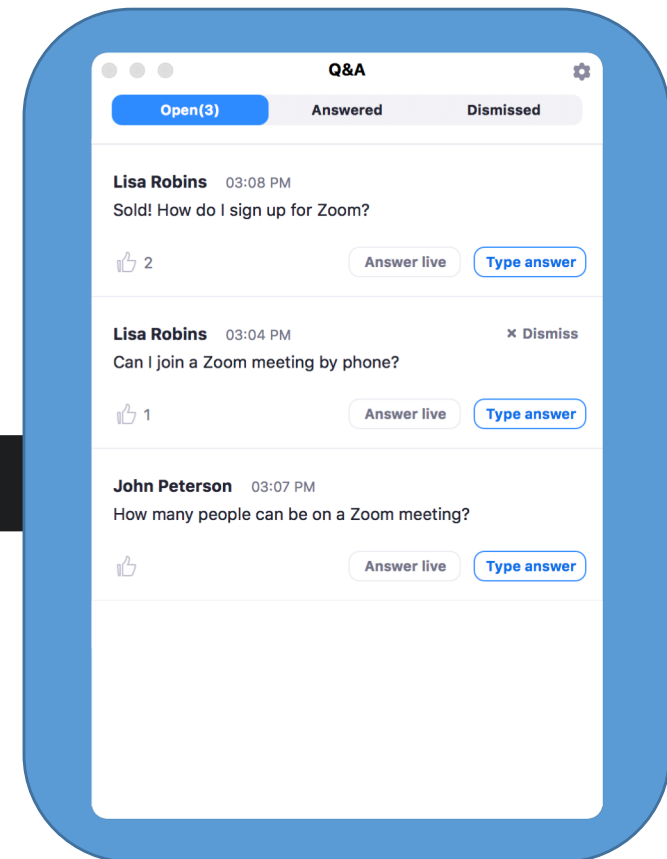 Q&A
Open(3) Answered Dismissed
Lisa Robins 03:08 PM
Sold! How do I sign up for Zoom?
2 Answer live Type answer
Lisa Robins 03:04 PM × Dismiss
Can I join a Zoom meeting by phone?
1 Answer live Type answer
John Peterson 03:07 PM
How many people can be on a Zoom meeting?
Answer live Type answer